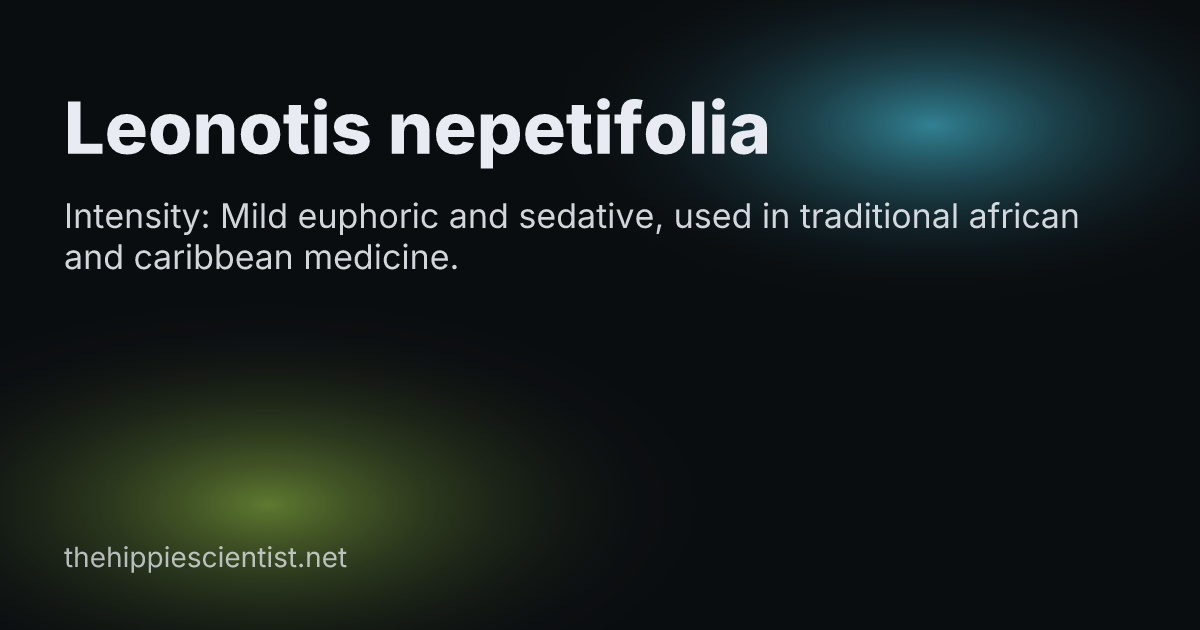 Leonotis nepetifolia
Intensity: Mild euphoric and sedative, used in traditional african
and caribbean medicine.
thehippiescientist.net